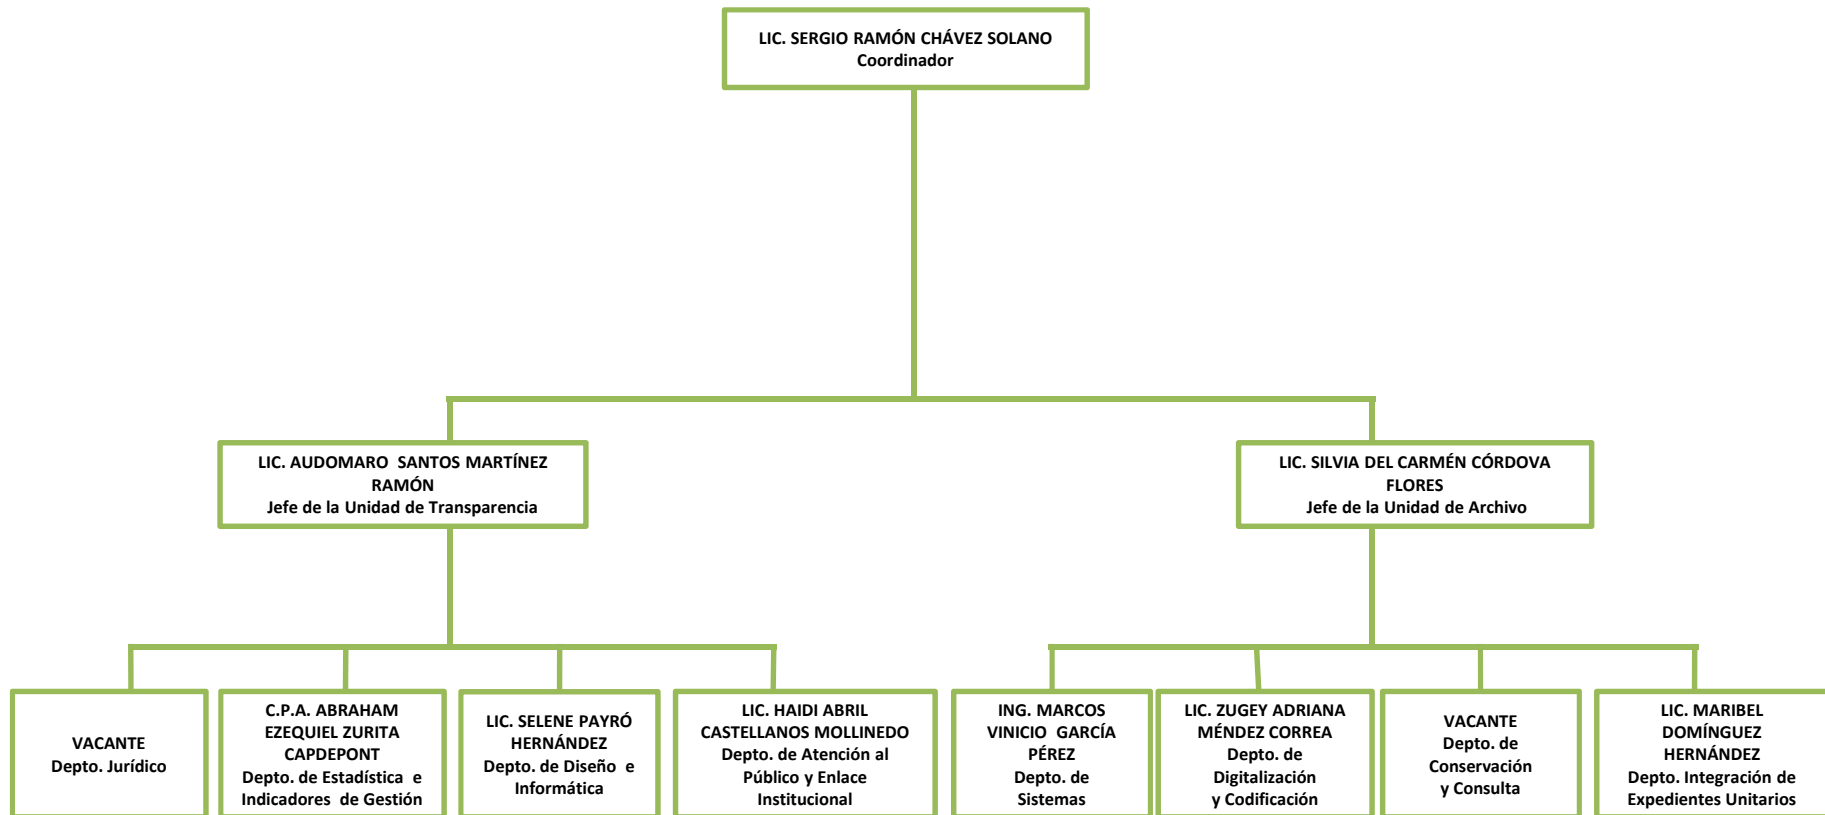 LIC. SERGIO RAMÓN CHÁVEZ SOLANO
Coordinador
LIC. AUDOMARO SANTOS MARTÍNEZ
RAMÓN
Jefe de la Unidad de Transparencia
LIC. SILVIA DEL CARMÉN CÓRDOVA
FLORES
Jefe de la Unidad de Archivo
VACANTE
Depto. Jurídico
C.P.A. ABRAHAM
EZEQUIEL ZURITA
CAPDEPONT
Depto. de Estadística e
Indicadores de Gestión
LIC. SELENE PAYRÓ
HERNÁNDEZ
Depto. de Diseño e
Informática
LIC. HAIDI ABRIL
CASTELLANOS MOLLINEDO
Depto. de Atención al
Público y Enlace
Institucional
ING. MARCOS
VINICIO GARCÍA
PÉREZ
Depto. de
Sistemas
LIC. ZUGEY ADRIANA
MÉNDEZ CORREA
Depto. de
Digitalización
y Codificación
VACANTE
Depto. de
Conservación
y Consulta
LIC. MARIBEL
DOMÍNGUEZ
HERNÁNDEZ
Depto. Integración de
Expedientes Unitarios